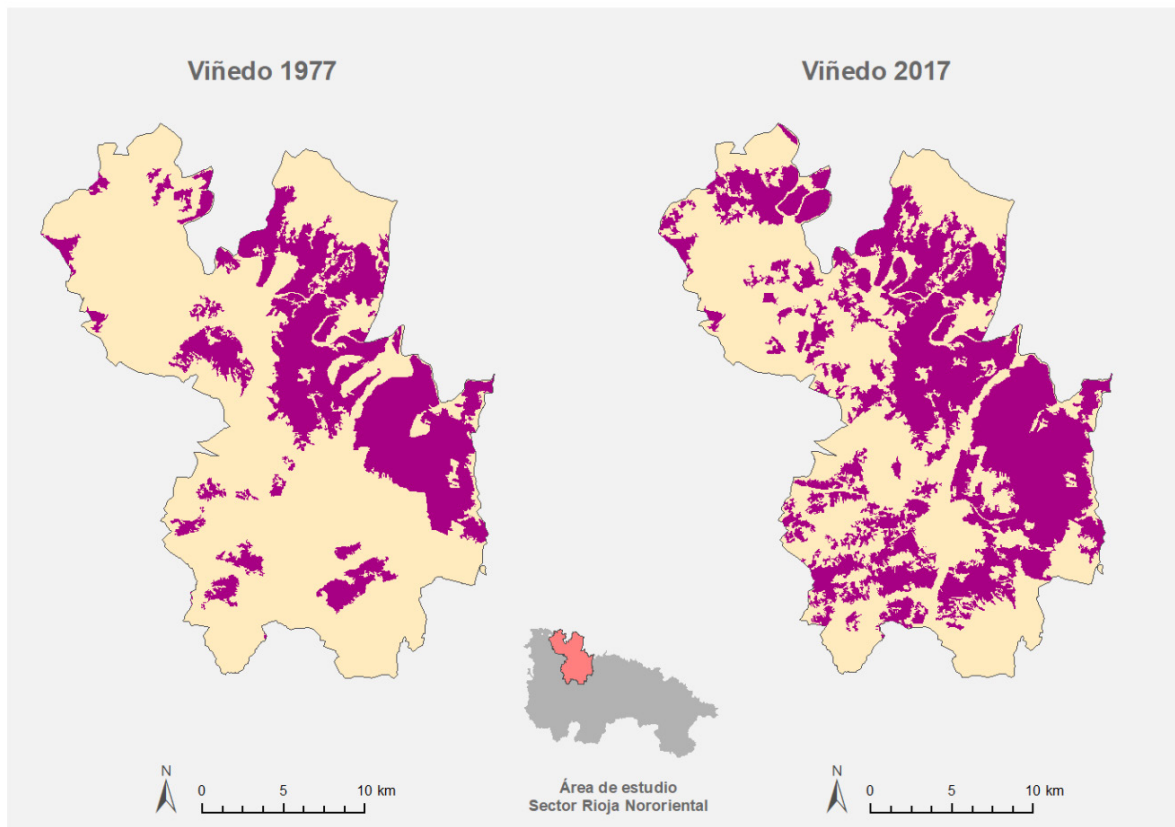 Viñedo 1977
Viñedo 2017
N
0 5 10 km
Área de estudio
Sector Rioja Nororiental
N
0 5 10 km